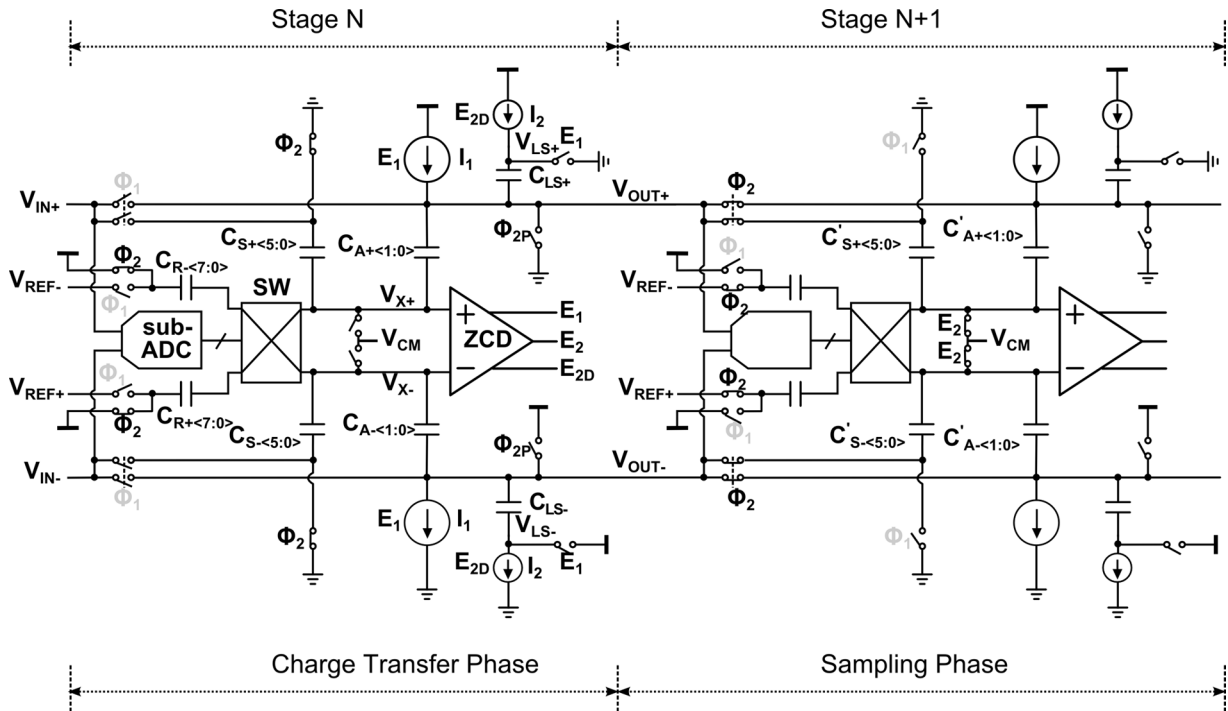 Stage N
Stage N+1
E2D
I2
Φ2
E1
I1
VLS+
E1
Φ1
CLS+
Φ1
VIN+
VOUT+
Φ2
CS+<5:0>
CA+<1:0>
Φ2P
C'S+<5:0>
C'A+<1:0>
Φ2
CR-<7:0>
Φ1
VREF-
Φ1
SW
VX+
VREF-
Φ2
sub-
ADC
VCM
ZCD
E1
E2
E2D
E2
E2
VCM
VREF+
Φ1
VX-
VREF+
Φ2
Φ2
CR+<7:0>
CS-<5:0>
CA-<1:0>
Φ2P
Φ1
C'S-<5:0>
C'A-<1:0>
VIN-
Φ1
VOUT-
Φ2
CLS-
E1
I1
VLS-
Φ2
E1
Φ1
E2D
I2
Charge Transfer Phase
Sampling Phase